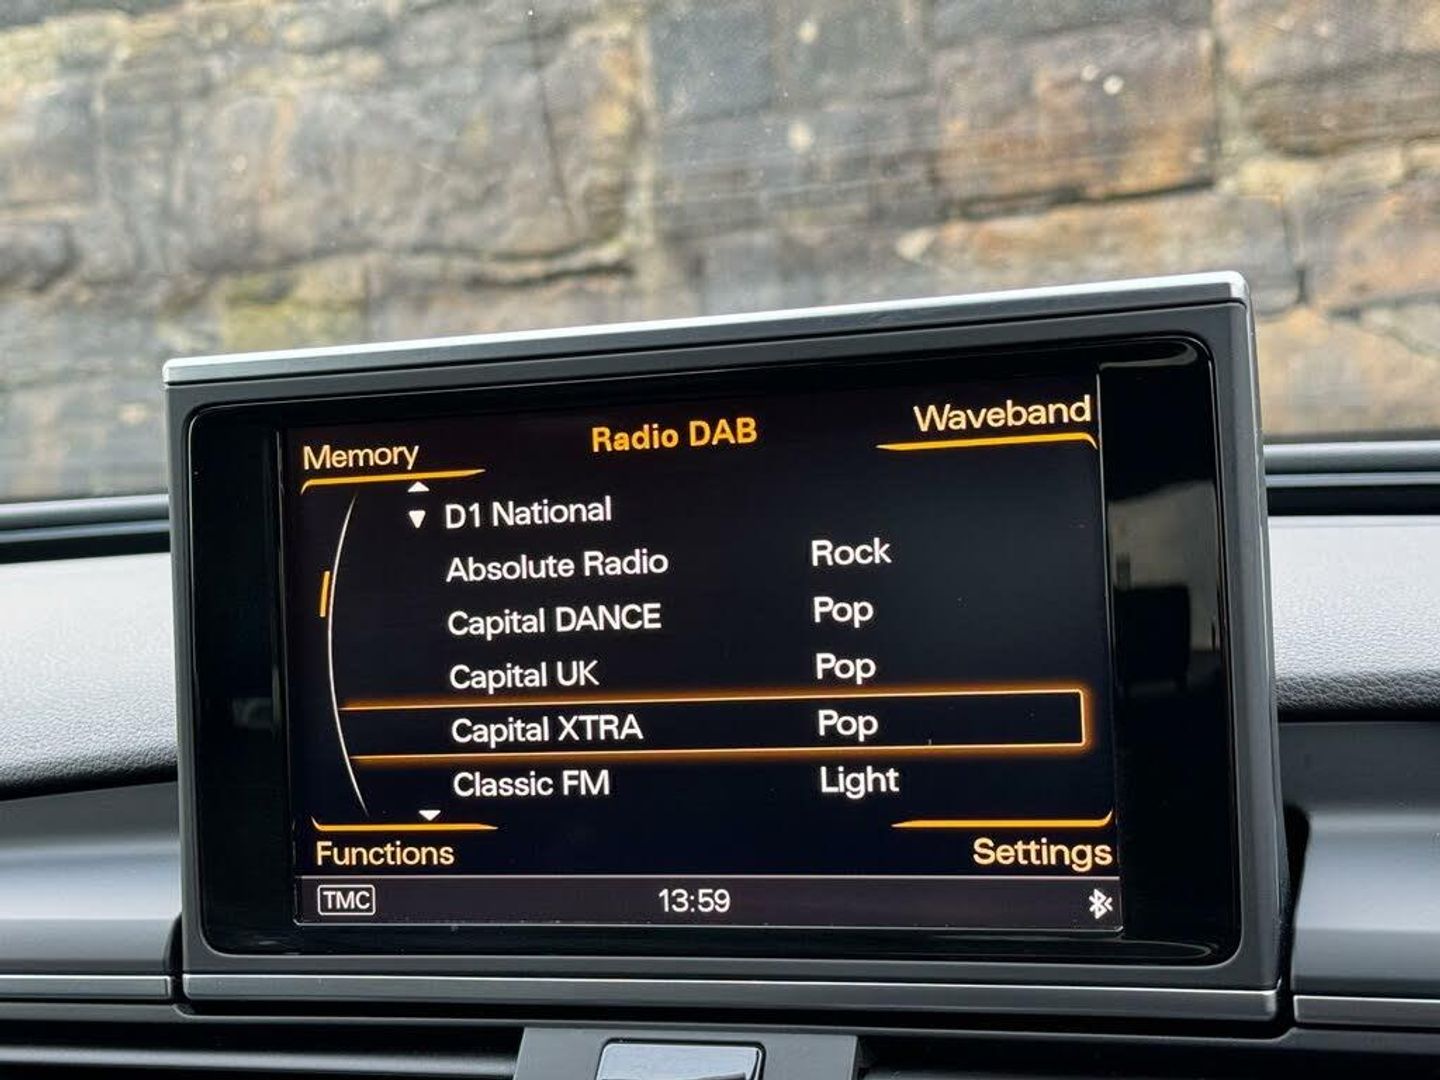 Radio DAB
Memory
Waveband
D1 National
Absolute Radio Rock
Capital DANCE Pop
Capital UK Pop
Capital XTRA Pop
Classic FM Light
Functions
Settings
TMC 13:59